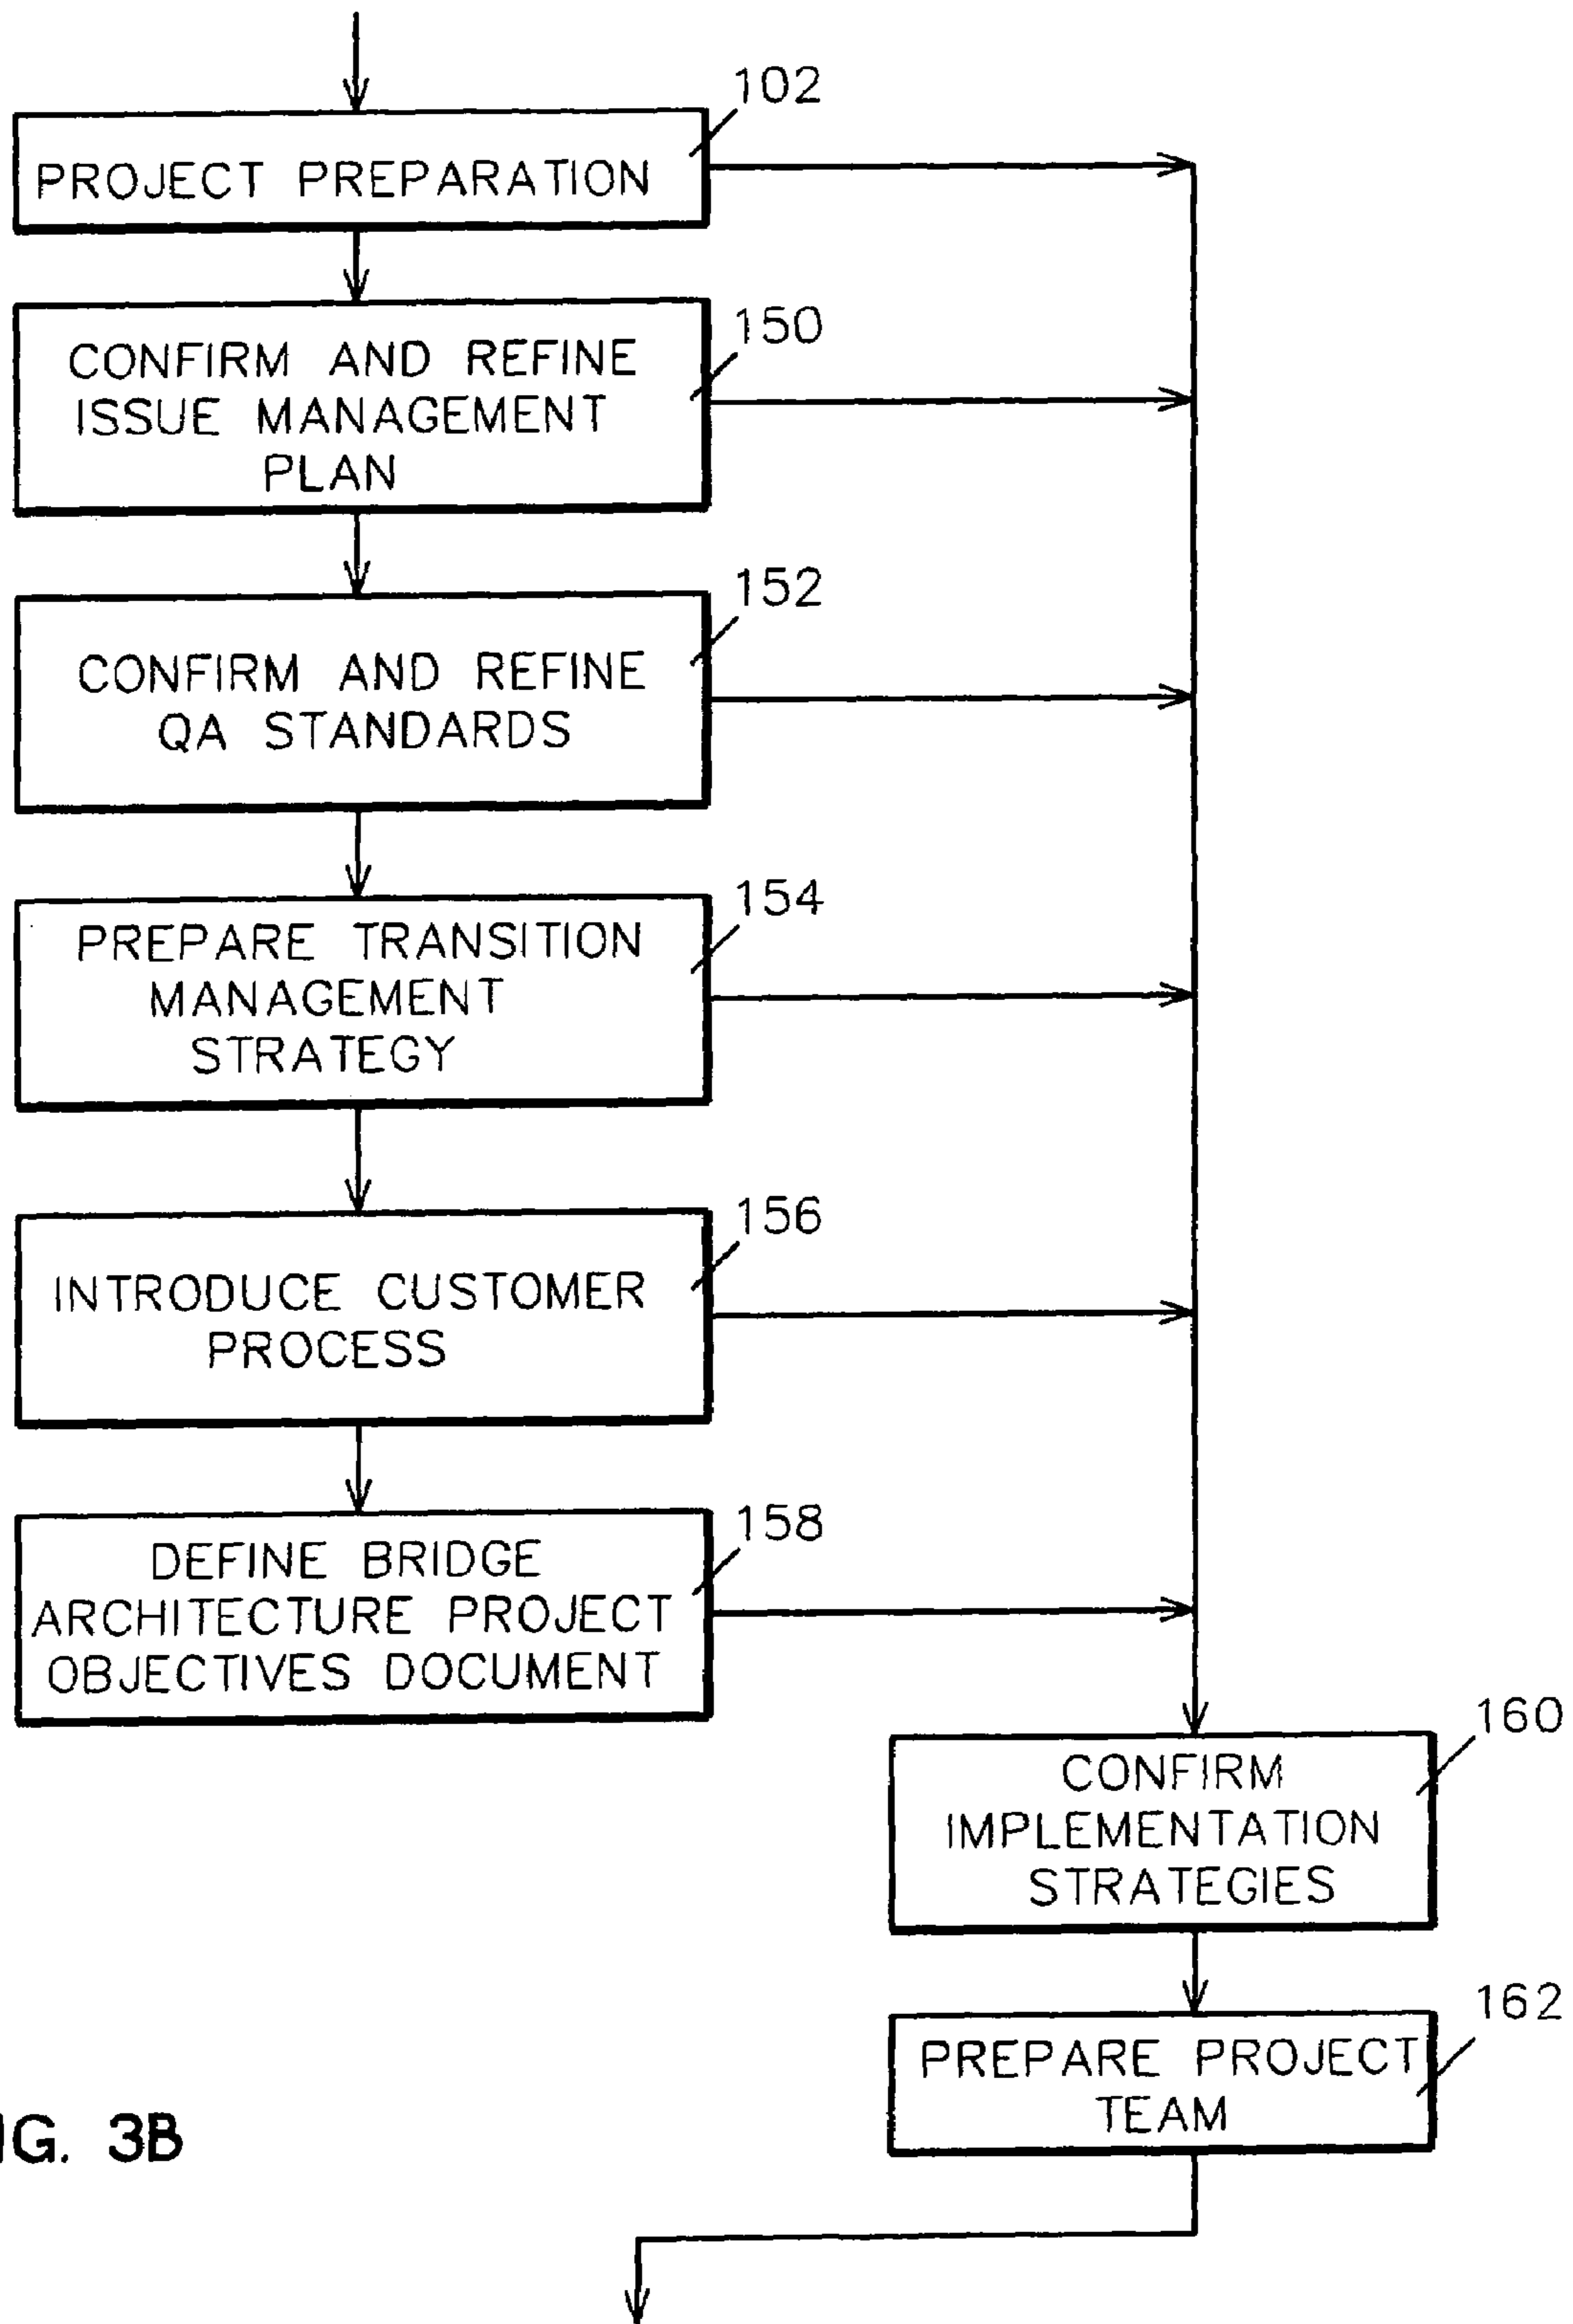 102
PROJECT PREPARATION
150
CONFIRM AND REFINE
ISSUE MANAGEMENT
PLAN
152
CONFIRM AND REFINE
QA STANDARDS
154
PREPARE TRANSITION
MANAGEMENT
STRATEGY
156
INTRODUCE CUSTOMER
PROCESS
158
DEFINE BRIDGE
ARCHITECTURE PROJECT
OBJECTIVES DOCUMENT
160
CONFIRM
IMPLEMENTATION
STRATEGIES
162
PREPARE PROJECT
TEAM
IG. 3B